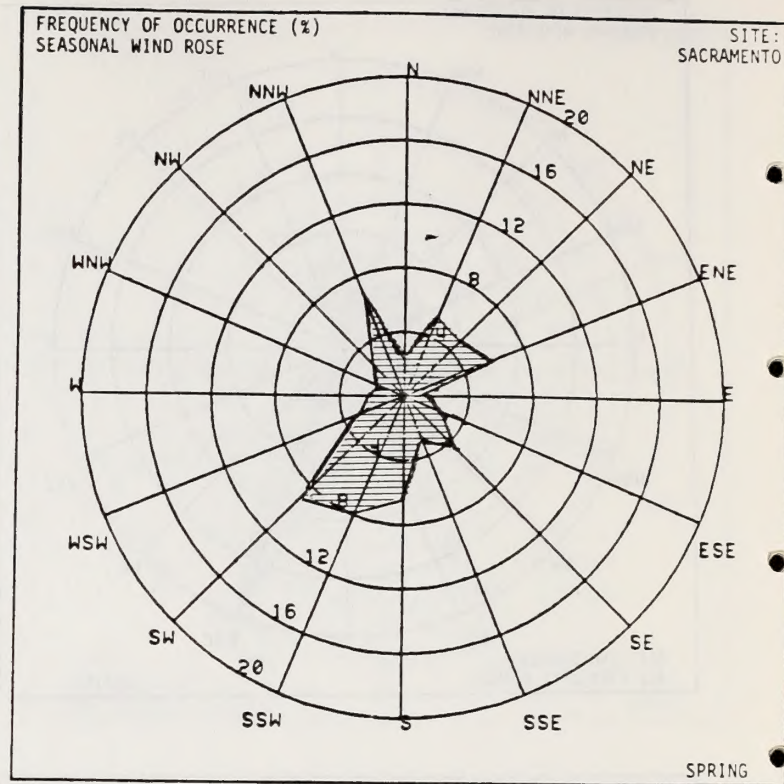 FREQUENCY OF OCCURRENCE (%)
SEASONAL WIND ROSE
SITE:
SACRAMENTO
N
NNE
20
NE
16
ENE
12
8
E
ESE
SE
SSE
S
SSW
20
SW
16
WSW
12
8
4
W
WNW
NW
NNW
SPRING